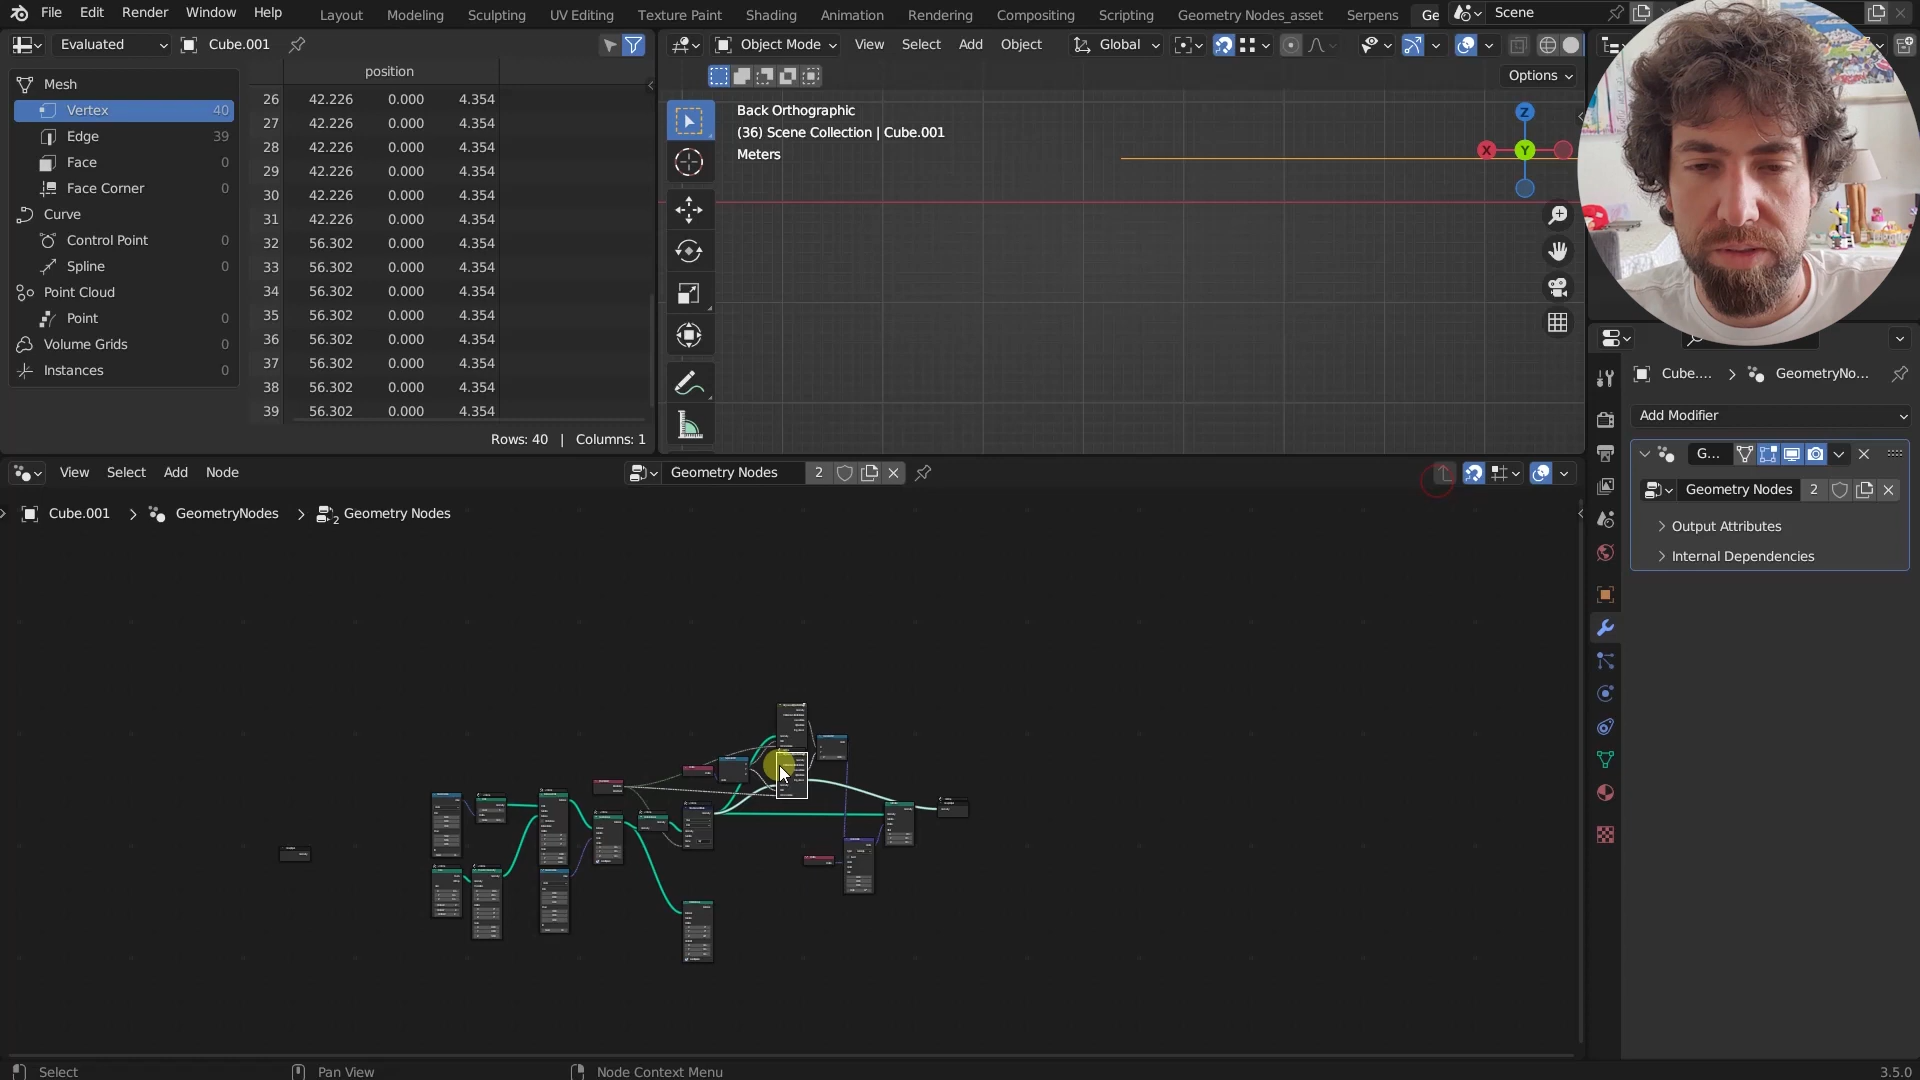 File Edit Render Window Help
Layout Modeling Sculpting UV Editing Texture Paint Shading Animation Rendering Compositing Scripting Geometry Nodes_asset Serpens Ge
Scene
Evaluated Cube.001
Object Mode View Select Add Object Global
Options
Mesh
Vertex 40
Edge 39
Face 0
Face Corner 0
Curve
Control Point 0
Spline 0
Point Cloud
Point 0
Volume Grids 0
Instances 0
position
26 42.226 0.000 4.354
27 42.226 0.000 4.354
28 42.226 0.000 4.354
29 42.226 0.000 4.354
30 42.226 0.000 4.354
31 42.226 0.000 4.354
32 56.302 0.000 4.354
33 56.302 0.000 4.354
34 56.302 0.000 4.354
35 56.302 0.000 4.354
36 56.302 0.000 4.354
37 56.302 0.000 4.354
38 56.302 0.000 4.354
39 56.302 0.000 4.354
Rows: 40 | Columns: 1
Back Orthographic
(36) Scene Collection | Cube.001
Meters
Z
X Y
View Select Add Node
Geometry Nodes 2
Cube.001 > GeometryNodes > 2 Geometry Nodes
Cube.... > GeometryNo...
Add Modifier
G...
Geometry Nodes 2
Output Attributes
Internal Dependencies
Select Pan View Node Context Menu 3.5.0